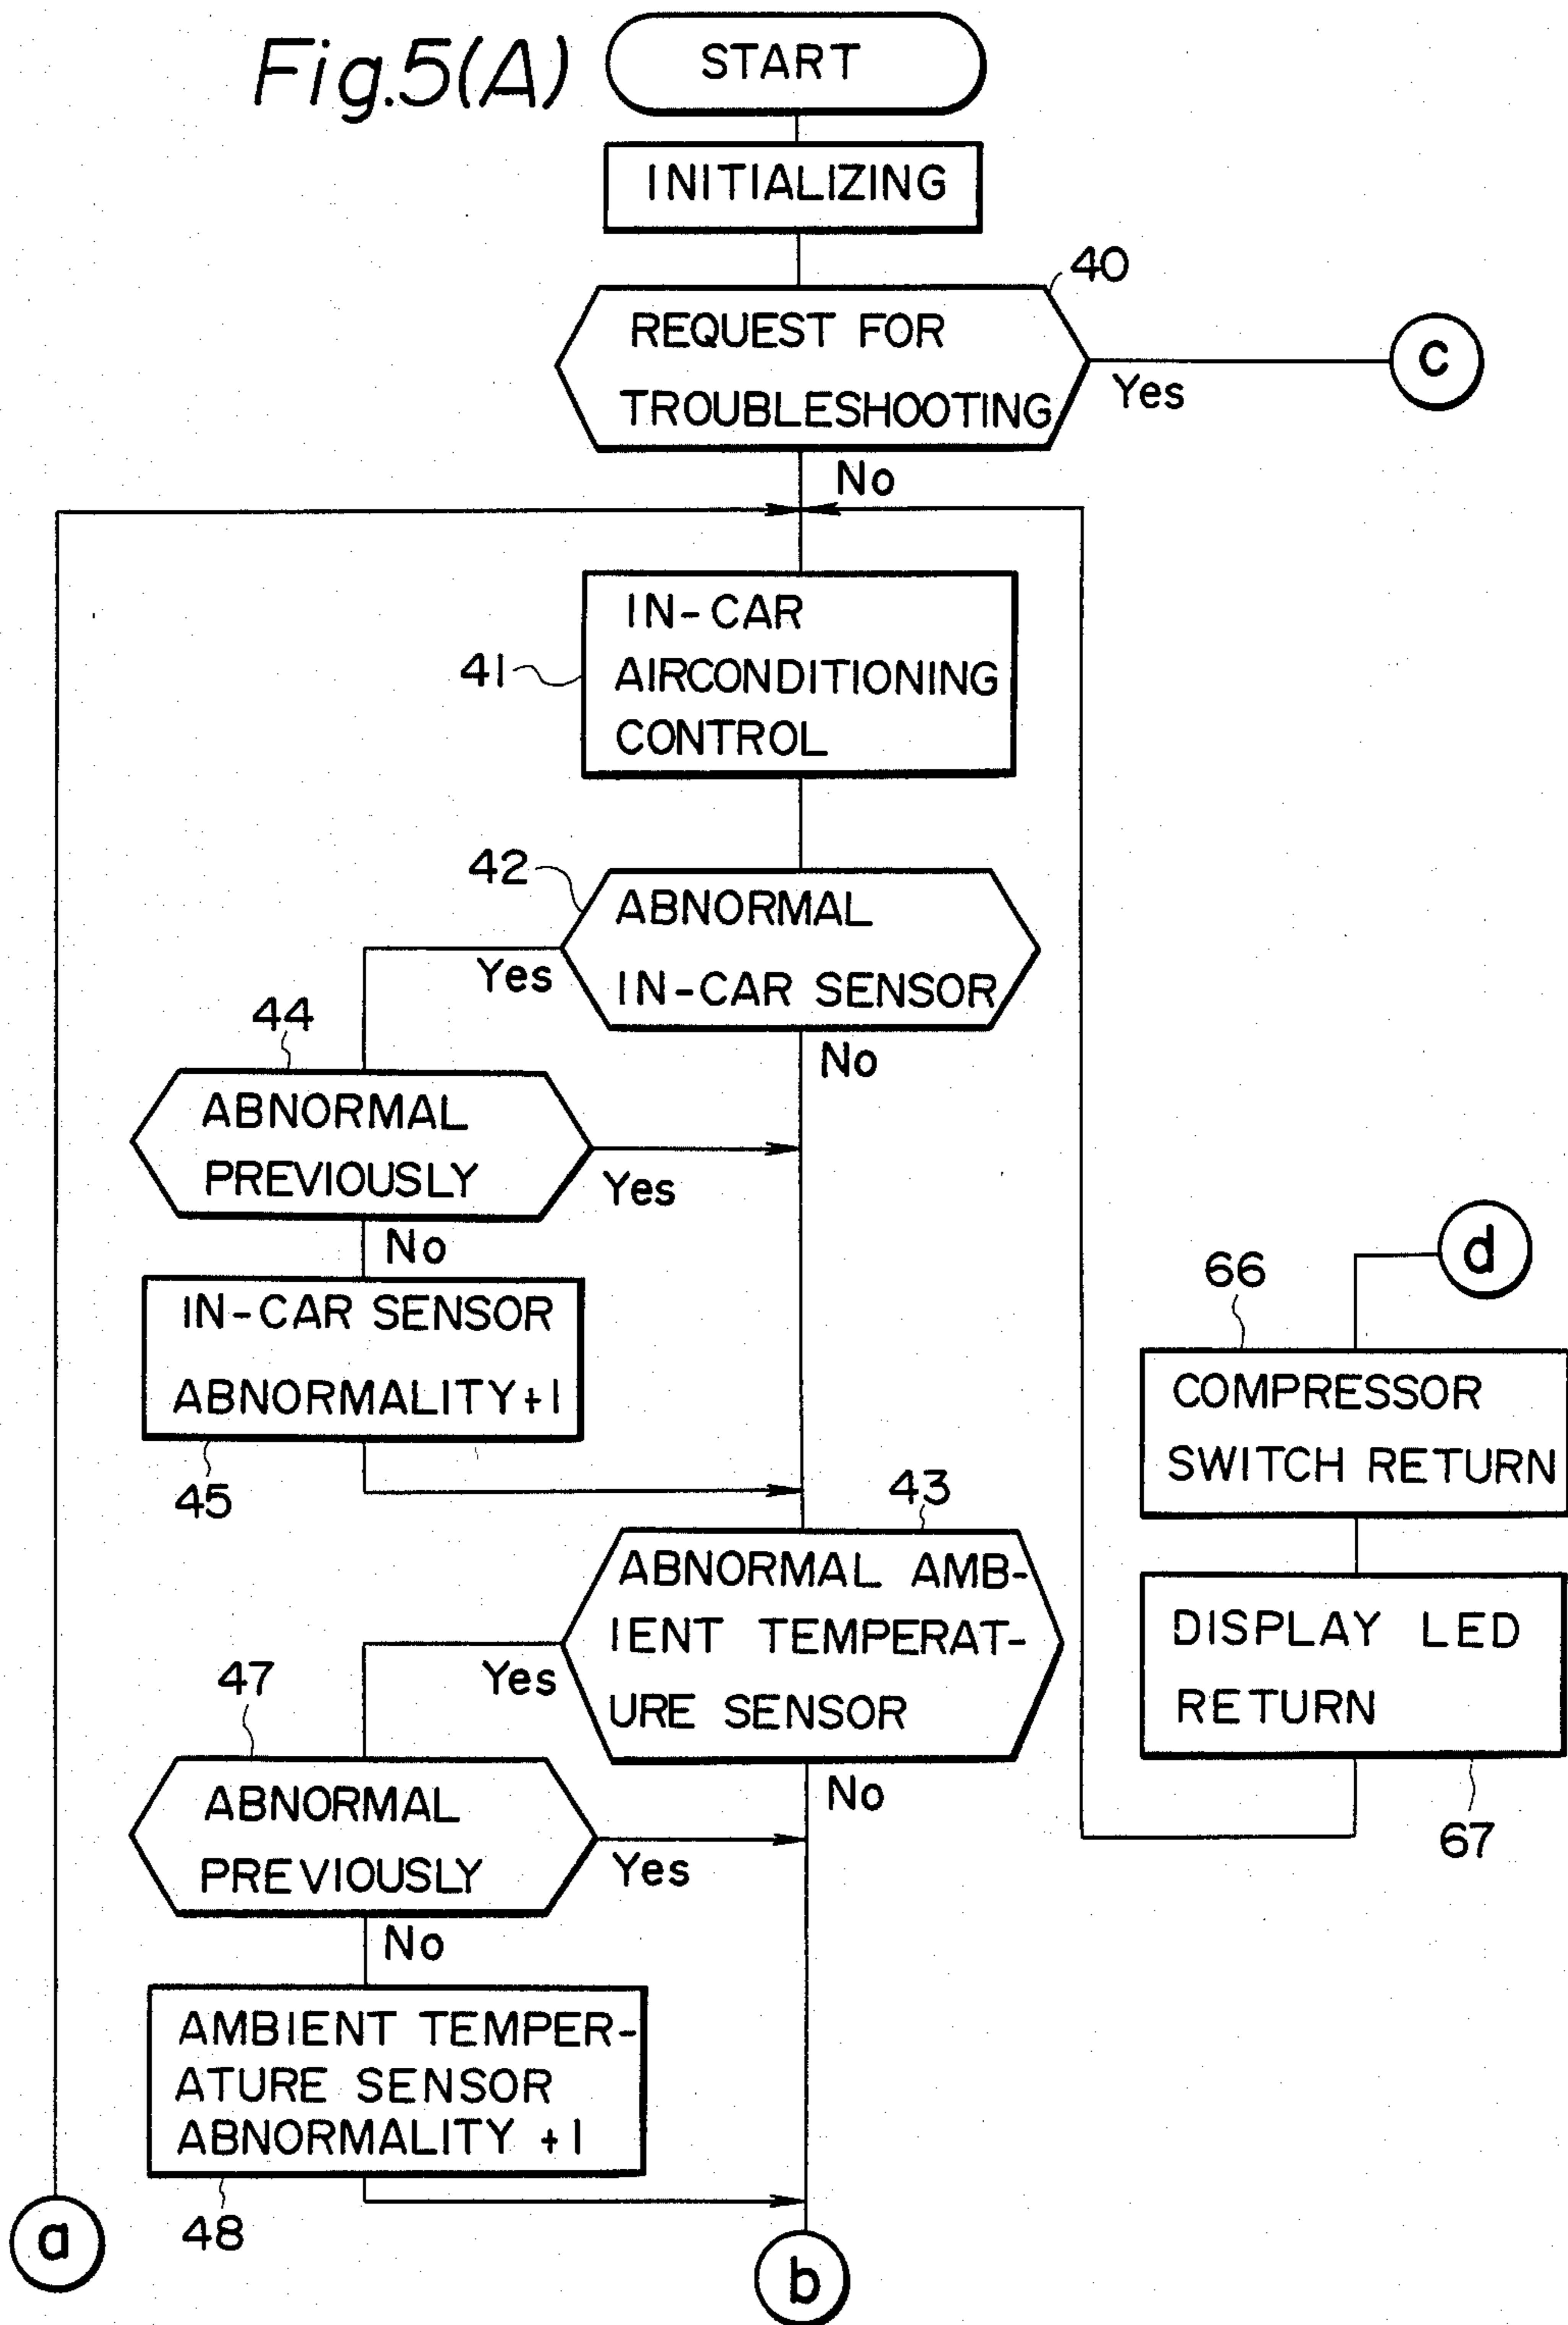 Fig.5(A)
START
INITIALIZING
40
REQUEST FOR
TROUBLESHOOTING
Yes
c
No
IN-CAR
AIRCONDITIONING
CONTROL
41
42
ABNORMAL
IN-CAR SENSOR
Yes
No
44
ABNORMAL
PREVIOUSLY
Yes
No
IN-CAR SENSOR
ABNORMALITY+1
45
43
ABNORMAL AMB-
IENT TEMPERAT-
URE SENSOR
Yes
No
47
ABNORMAL
PREVIOUSLY
Yes
No
AMBIENT TEMPER-
ATURE SENSOR
ABNORMALITY +1
48
a
b
d
66
COMPRESSOR
SWITCH RETURN
DISPLAY LED
RETURN
67